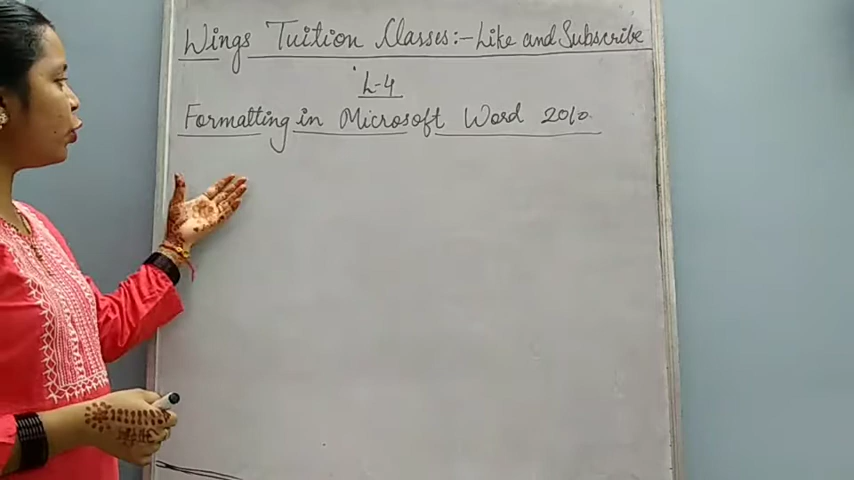 Wings Tuition Classes:- Like and Subscribe
L-4
Formatting in Microsoft Word 2010